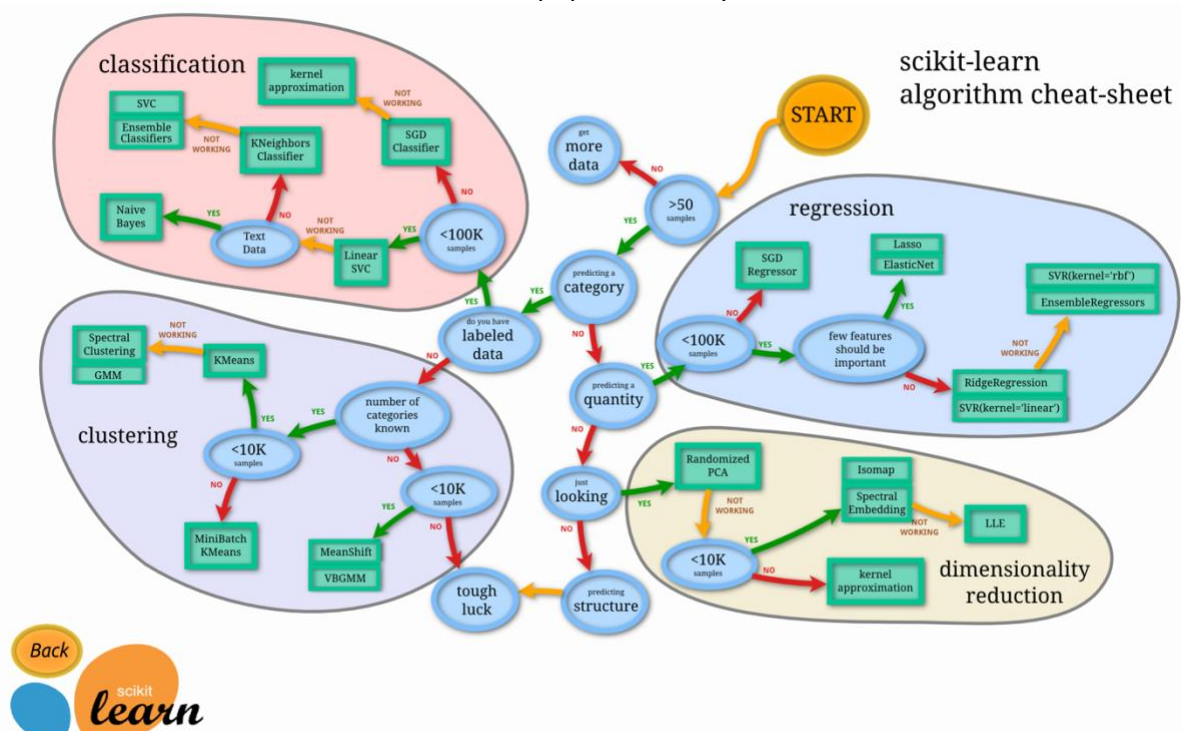 scikit-learn
algorithm cheat-sheet
START
classification
kernel
approximation
NOT
WORKING
SVC
Ensemble
Classifiers
NOT
WORKING
KNeighbors
Classifier
SGD
Classifier
NO
Naive
Bayes
YES
Text
Data
NO
NOT
WORKING
Linear
SVC
YES
<100K
samples
YES
get
more
data
NO
>50
samples
YES
predicting a
category
YES
NO
do you have
labeled
data
NO
predicting a
quantity
YES
NO
just
looking
YES
NO
predicting
structure
tough
luck
regression
SGD
Regressor
Lasso
ElasticNet
SVR(kernel='rbf')
EnsembleRegressors
<100K
samples
NO
YES
few features
should be
important
YES
NO
NOT
WORKING
RidgeRegression
SVR(kernel='linear')
clustering
Spectral
Clustering
GMM
NOT
WORKING
KMeans
YES
<10K
samples
YES
number of
categories
known
NO
NO
MiniBatch
KMeans
<10K
samples
YES
NO
MeanShift
VBGMM
Randomized
PCA
NOT
WORKING
Isomap
Spectral
Embedding
NOT
WORKING
LLE
YES
<10K
samples
NO
kernel
approximation
dimensionality
reduction
Back
scikit
learn